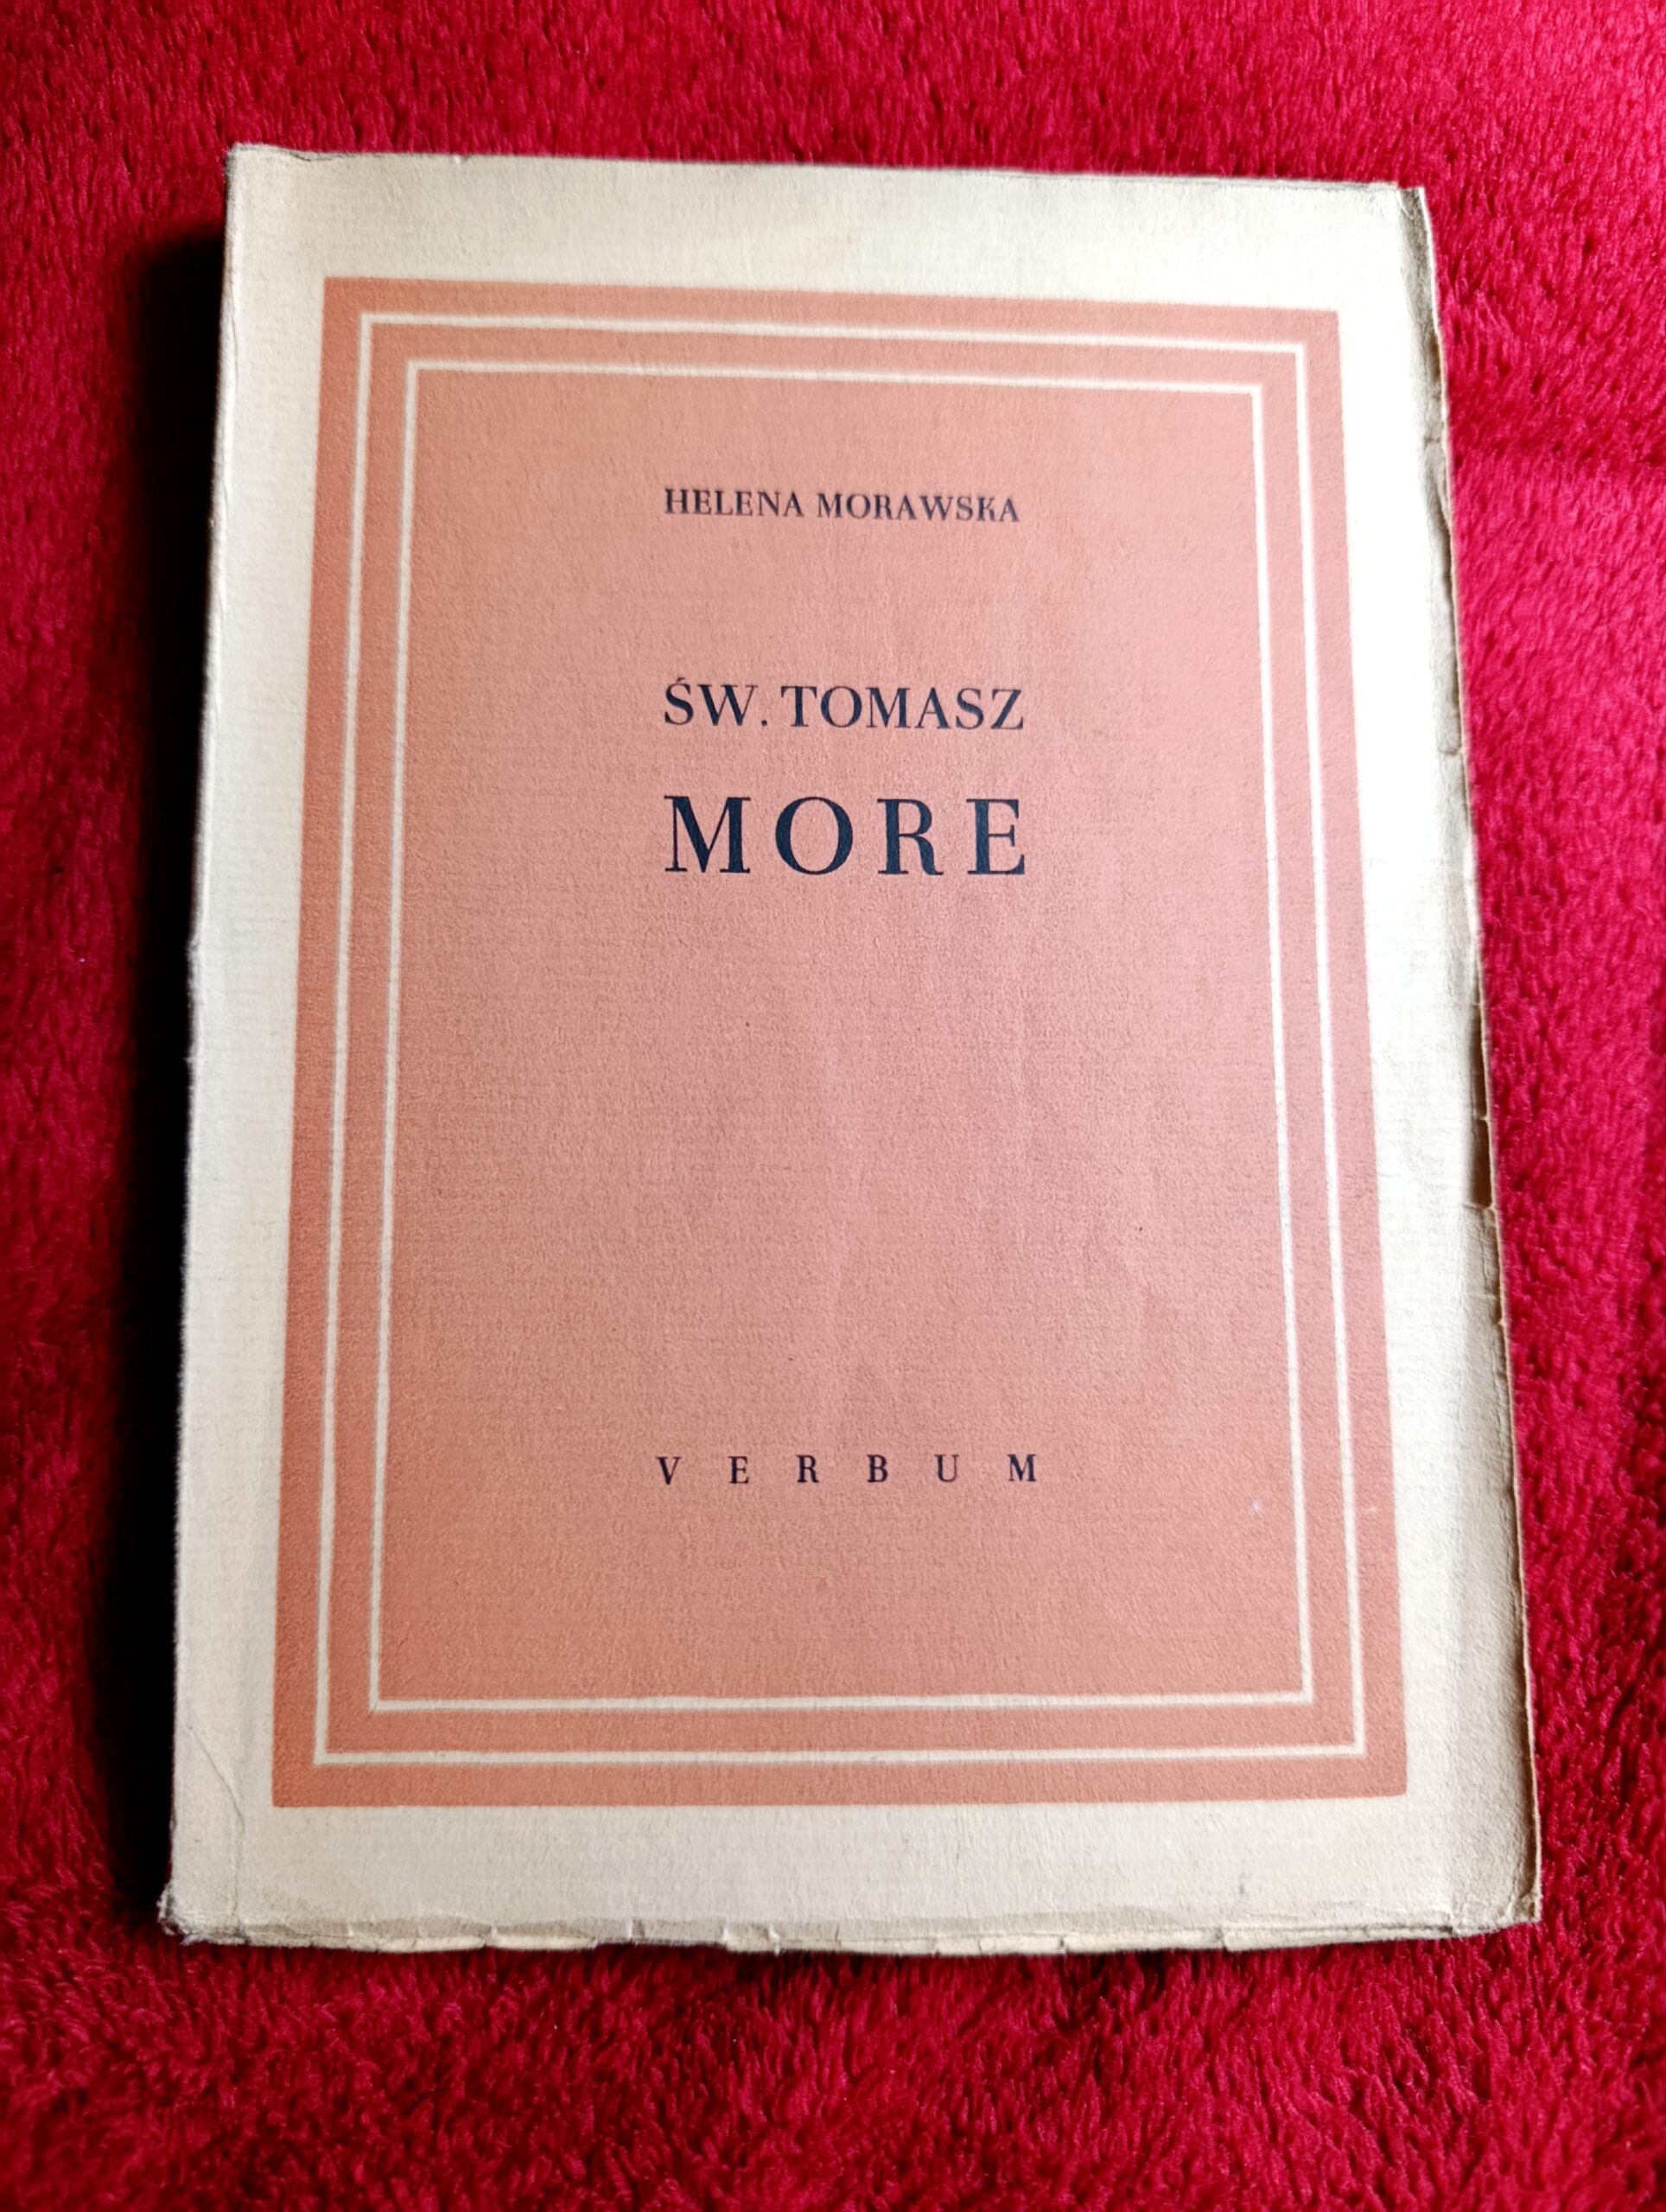 HELENA MORAWSKA
ŚW. TOMASZ
MORE
VERBUM